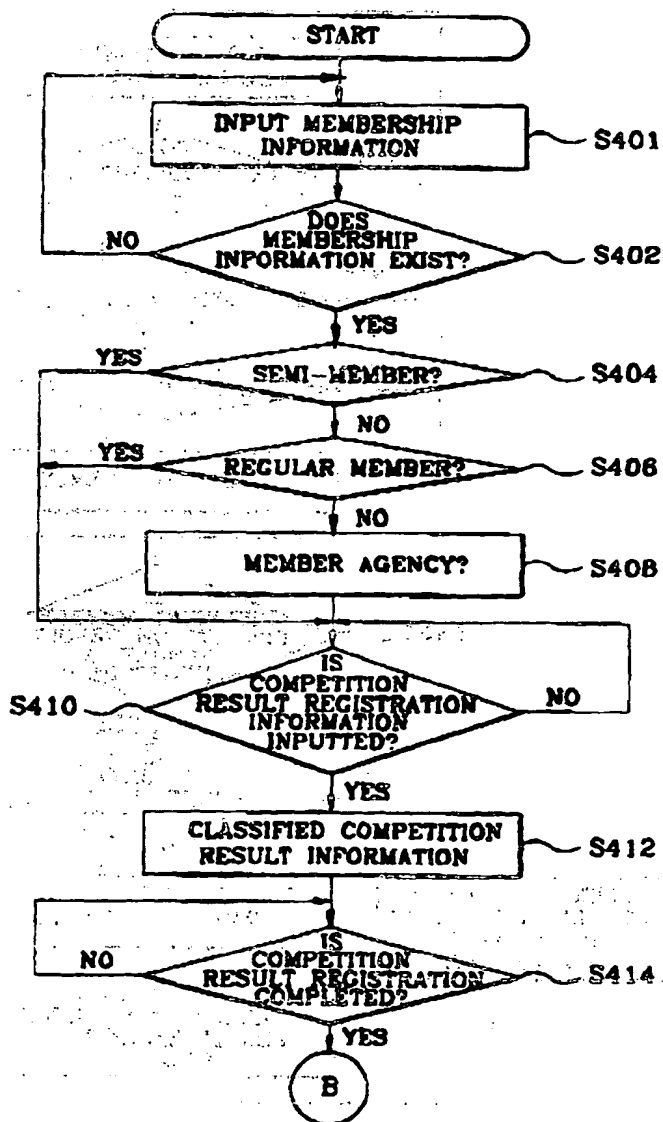 START
INPUT MEMBERSHIP
INFORMATION
S401
DOES
MEMBERSHIP
INFORMATION EXIST?
NO
S402
YES
YES
SEMI-MEMBER?
S404
NO
YES
REGULAR MEMBER?
S406
NO
MEMBER AGENCY?
S408
IS
COMPETITION
RESULT REGISTRATION
INFORMATION
INPUTTED?
S410
NO
YES
CLASSIFIED COMPETITION
RESULT INFORMATION
S412
IS
COMPETITION
RESULT REGISTRATION
COMPLETED?
NO
S414
YES
B